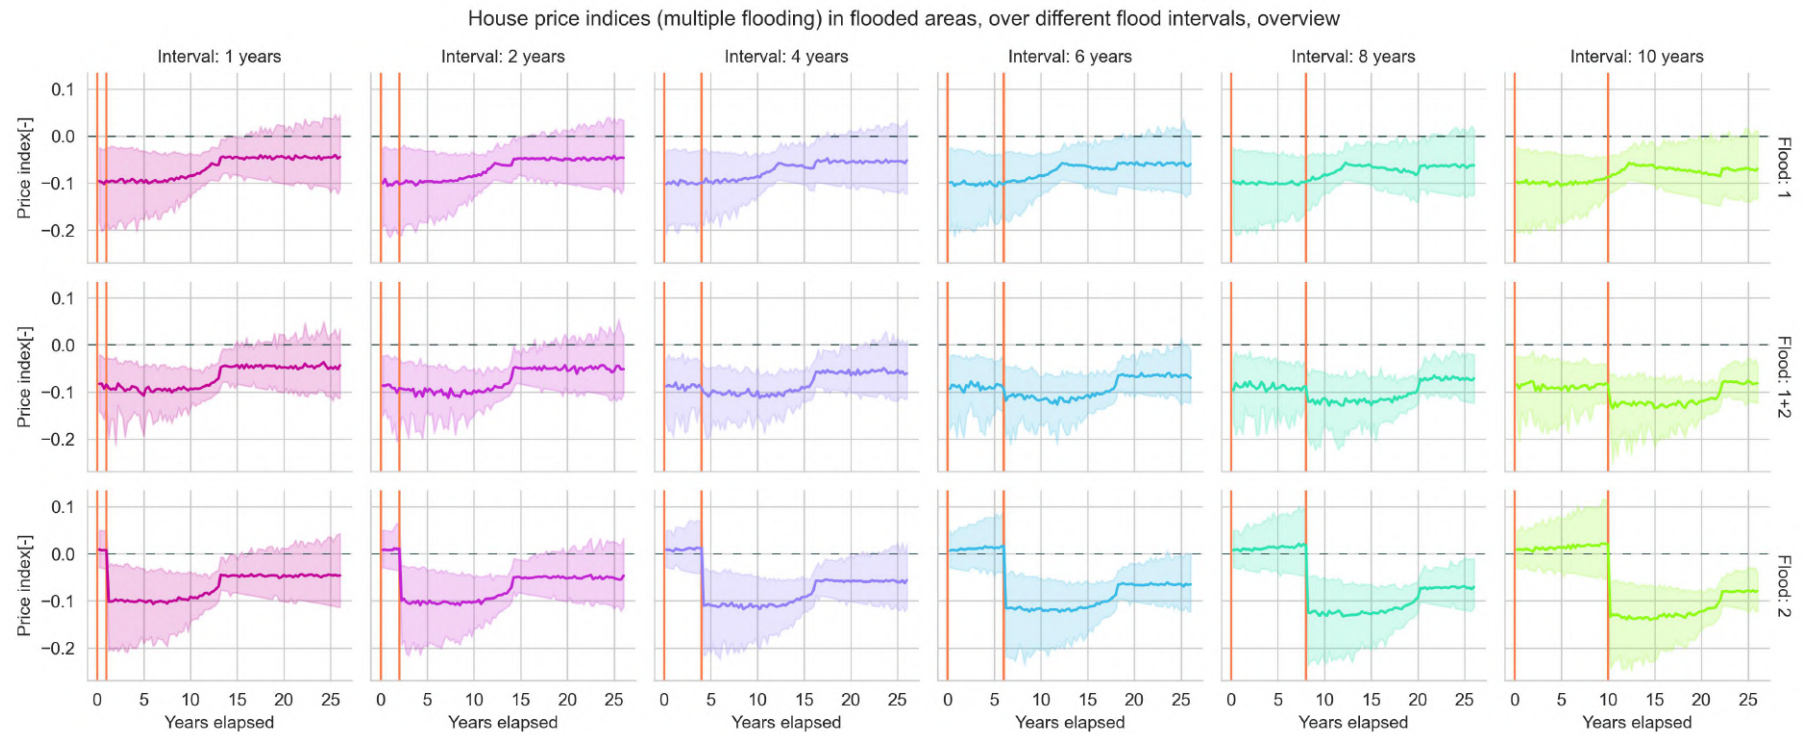 House price indices (multiple flooding) in flooded areas, over different flood intervals, overview
Interval: 1 years
Interval: 2 years
Interval: 4 years
Interval: 6 years
Interval: 8 years
Interval: 10 years
Price index[-]
0.1
0.0
−0.1
−0.2
Flood: 1
Price index[-]
0.1
0.0
−0.1
−0.2
Flood: 1+2
Price index[-]
0.1
0.0
−0.1
−0.2
Flood: 2
0 5 10 15 20 25
0 5 10 15 20 25
0 5 10 15 20 25
0 5 10 15 20 25
0 5 10 15 20 25
0 5 10 15 20 25
Years elapsed
Years elapsed
Years elapsed
Years elapsed
Years elapsed
Years elapsed